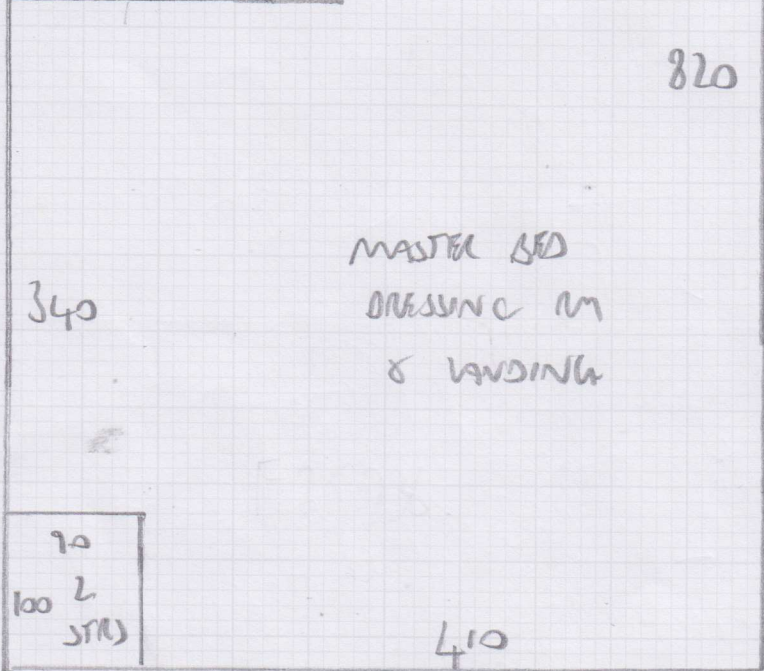 820
MASTER BED
DRESSING RM
& LANDING
340
90
100 2
STRS
410